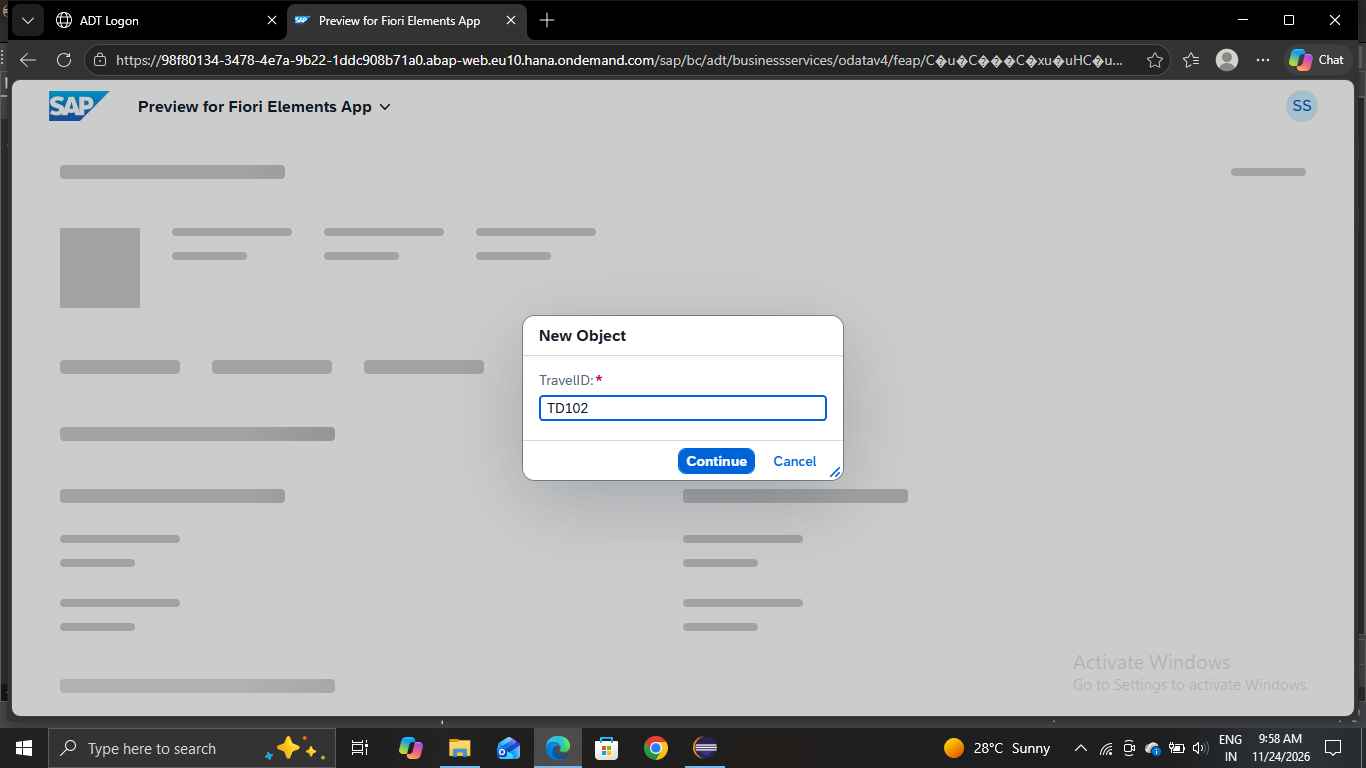 ADT Logon
SAP Preview for Fiori Elements App
https://98f80134-3478-4e7a-9b22-1ddc908b71a0.abap-web.eu10.hana.ondemand.com/sap/bc/adt/businessservices/odatav4/feap/C�u�C���C�xu�uHC�u...
Chat
SAP Preview for Fiori Elements App
SS
New Object
TravelID:*
TD102
Continue Cancel
Activate Windows
Go to Settings to activate Windows.
Type here to search
28°C Sunny
ENG
IN
9:58 AM
11/24/2026